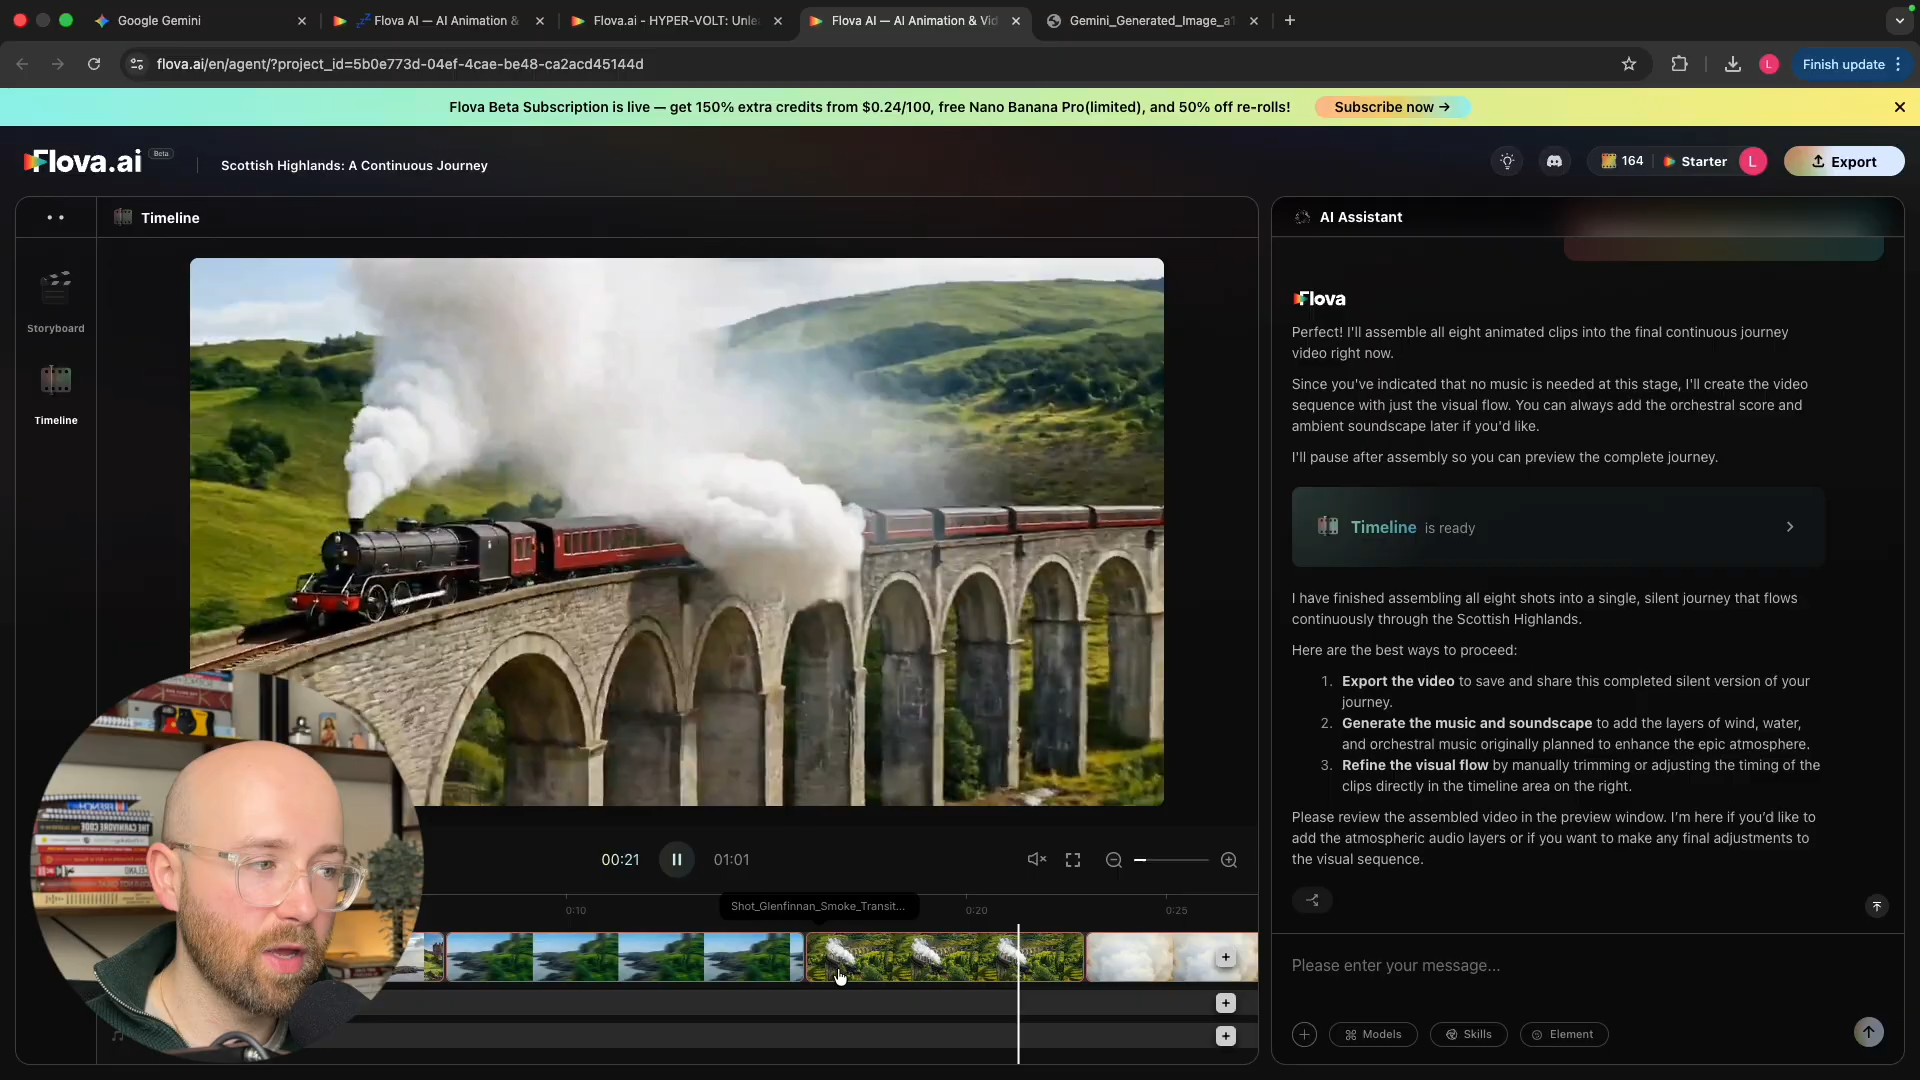 Google Gemini
Flova AI — AI Animation &
Flova.ai - HYPER-VOLT: Unle
Flova AI — AI Animation & Vid
Gemini_Generated_Image_a1
flova.ai/en/agent/?project_id=5b0e773d-04ef-4cae-be48-ca2acd45144d
L
Finish update
Flova Beta Subscription is live — get 150% extra credits from $0.24/100, free Nano Banana Pro(limited), and 50% off re-rolls!
Subscribe now →
Flova.ai
Beta
Scottish Highlands: A Continuous Journey
164
Starter
L
Export
Timeline
AI Assistant
Storyboard
Timeline
Flova
Perfect! I'll assemble all eight animated clips into the final continuous journey
video right now.
Since you've indicated that no music is needed at this stage, I'll create the video
sequence with just the visual flow. You can always add the orchestral score and
ambient soundscape later if you'd like.
I'll pause after assembly so you can preview the complete journey.
Timeline is ready
I have finished assembling all eight shots into a single, silent journey that flows
continuously through the Scottish Highlands.
Here are the best ways to proceed:
1. Export the video to save and share this completed silent version of your
journey.
2. Generate the music and soundscape to add the layers of wind, water,
and orchestral music originally planned to enhance the epic atmosphere.
3. Refine the visual flow by manually trimming or adjusting the timing of the
clips directly in the timeline area on the right.
Please review the assembled video in the preview window. I'm here if you'd like to
add the atmospheric audio layers or if you want to make any final adjustments to
the visual sequence.
00:21
01:01
Shot_Glenfinnan_Smoke_Transit...
0:10
0:20
0:25
THE CARNIVORE CODE
Please enter your message...
Models
Skills
Element